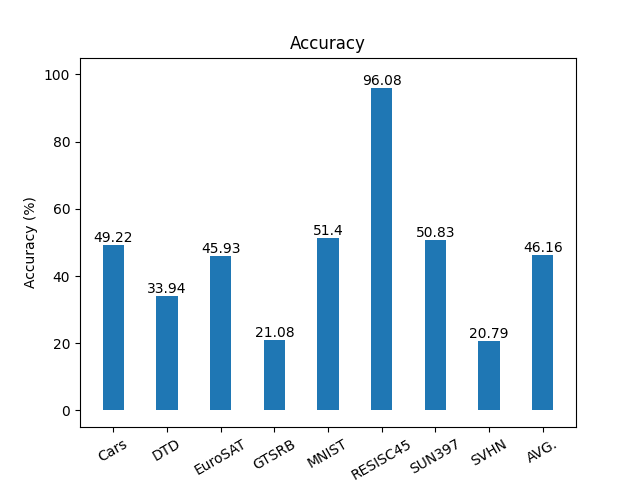 Accuracy
Accuracy (%)
100
80
60
40
20
0
49.22
33.94
45.93
21.08
51.4
96.08
50.83
20.79
46.16
Cars
DTD
EuroSAT
GTSRB
MNIST
RESISC45
SUN397
SVHN
AVG.